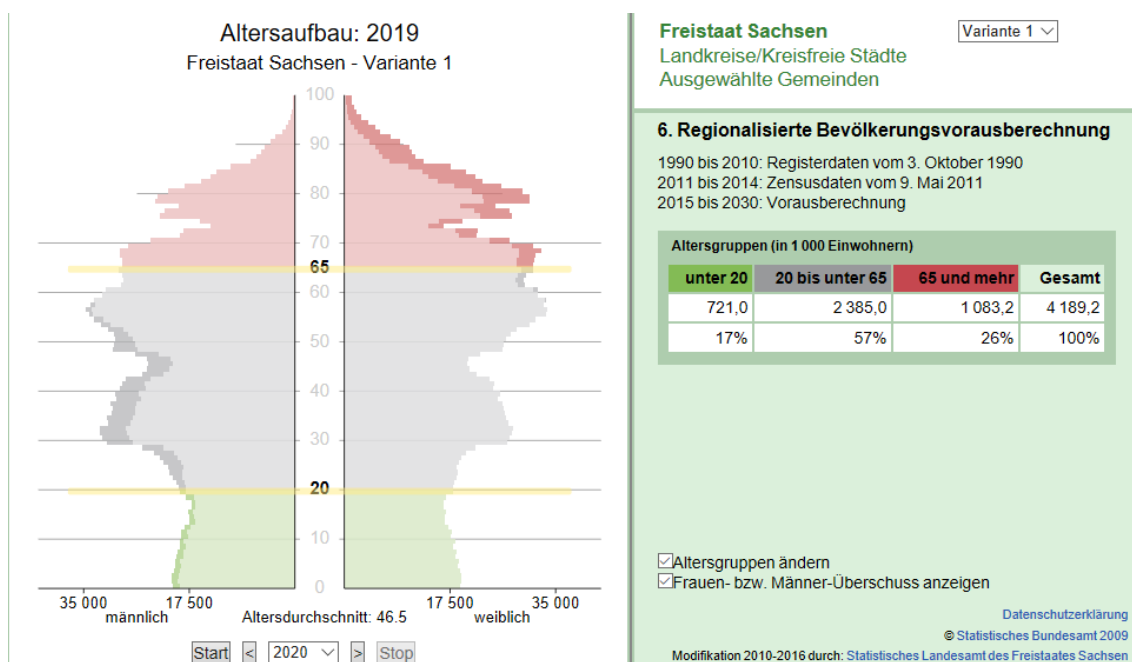 Altersaufbau: 2019
Freistaat Sachsen - Variante 1
100
90
80
70
65
60
50
40
30
20
10
0
35 000
17 500
17 500
35 000
männlich
Altersdurchschnitt: 46.5
weiblich
Start
<
2020
>
Stop
Freistaat Sachsen
Variante 1
Landkreise/Kreisfreie Städte
Ausgewählte Gemeinden
6. Regionalisierte Bevölkerungsvorausberechnung
1990 bis 2010: Registerdaten vom 3. Oktober 1990
2011 bis 2014: Zensusdaten vom 9. Mai 2011
2015 bis 2030: Vorausberechnung
Altersgruppen (in 1 000 Einwohnern)
unter 20 20 bis unter 65 65 und mehr Gesamt
721,0 2 385,0 1 083,2 4 189,2
17% 57% 26% 100%
Altersgruppen ändern
Frauen- bzw. Männer-Überschuss anzeigen
Datenschutzerklärung
© Statistisches Bundesamt 2009
Modifikation 2010-2016 durch: Statistisches Landesamt des Freistaates Sachsen